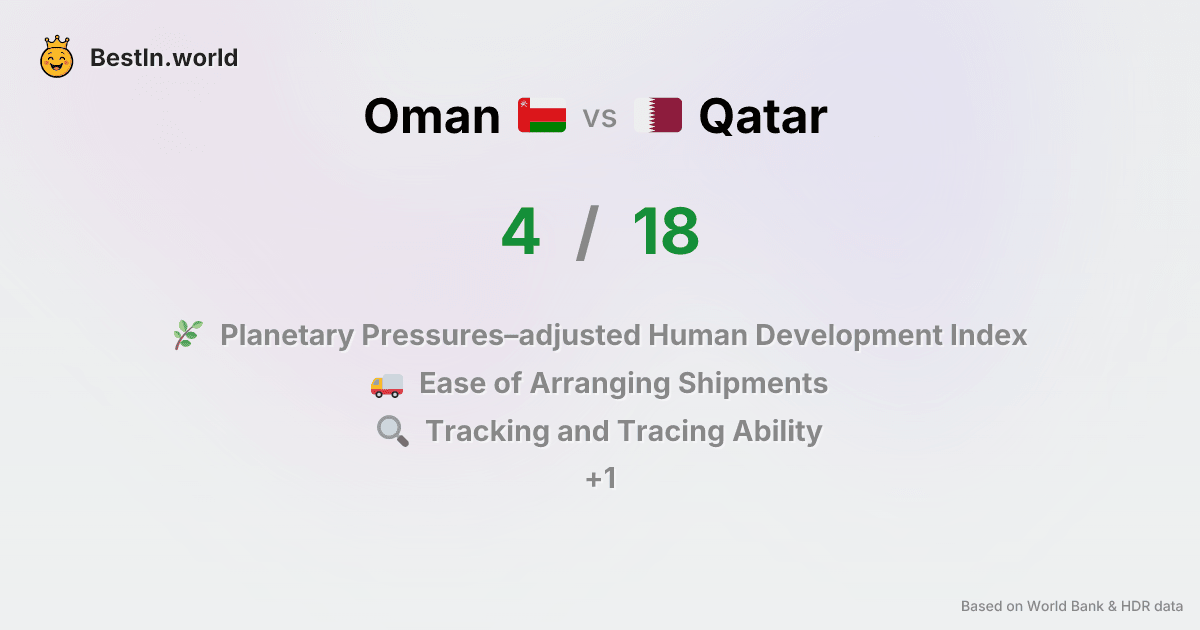 BestIn.world
Oman vs Qatar
4 / 18
Planetary Pressures–adjusted Human Development Index
Ease of Arranging Shipments
Tracking and Tracing Ability
+1
Based on World Bank & HDR data